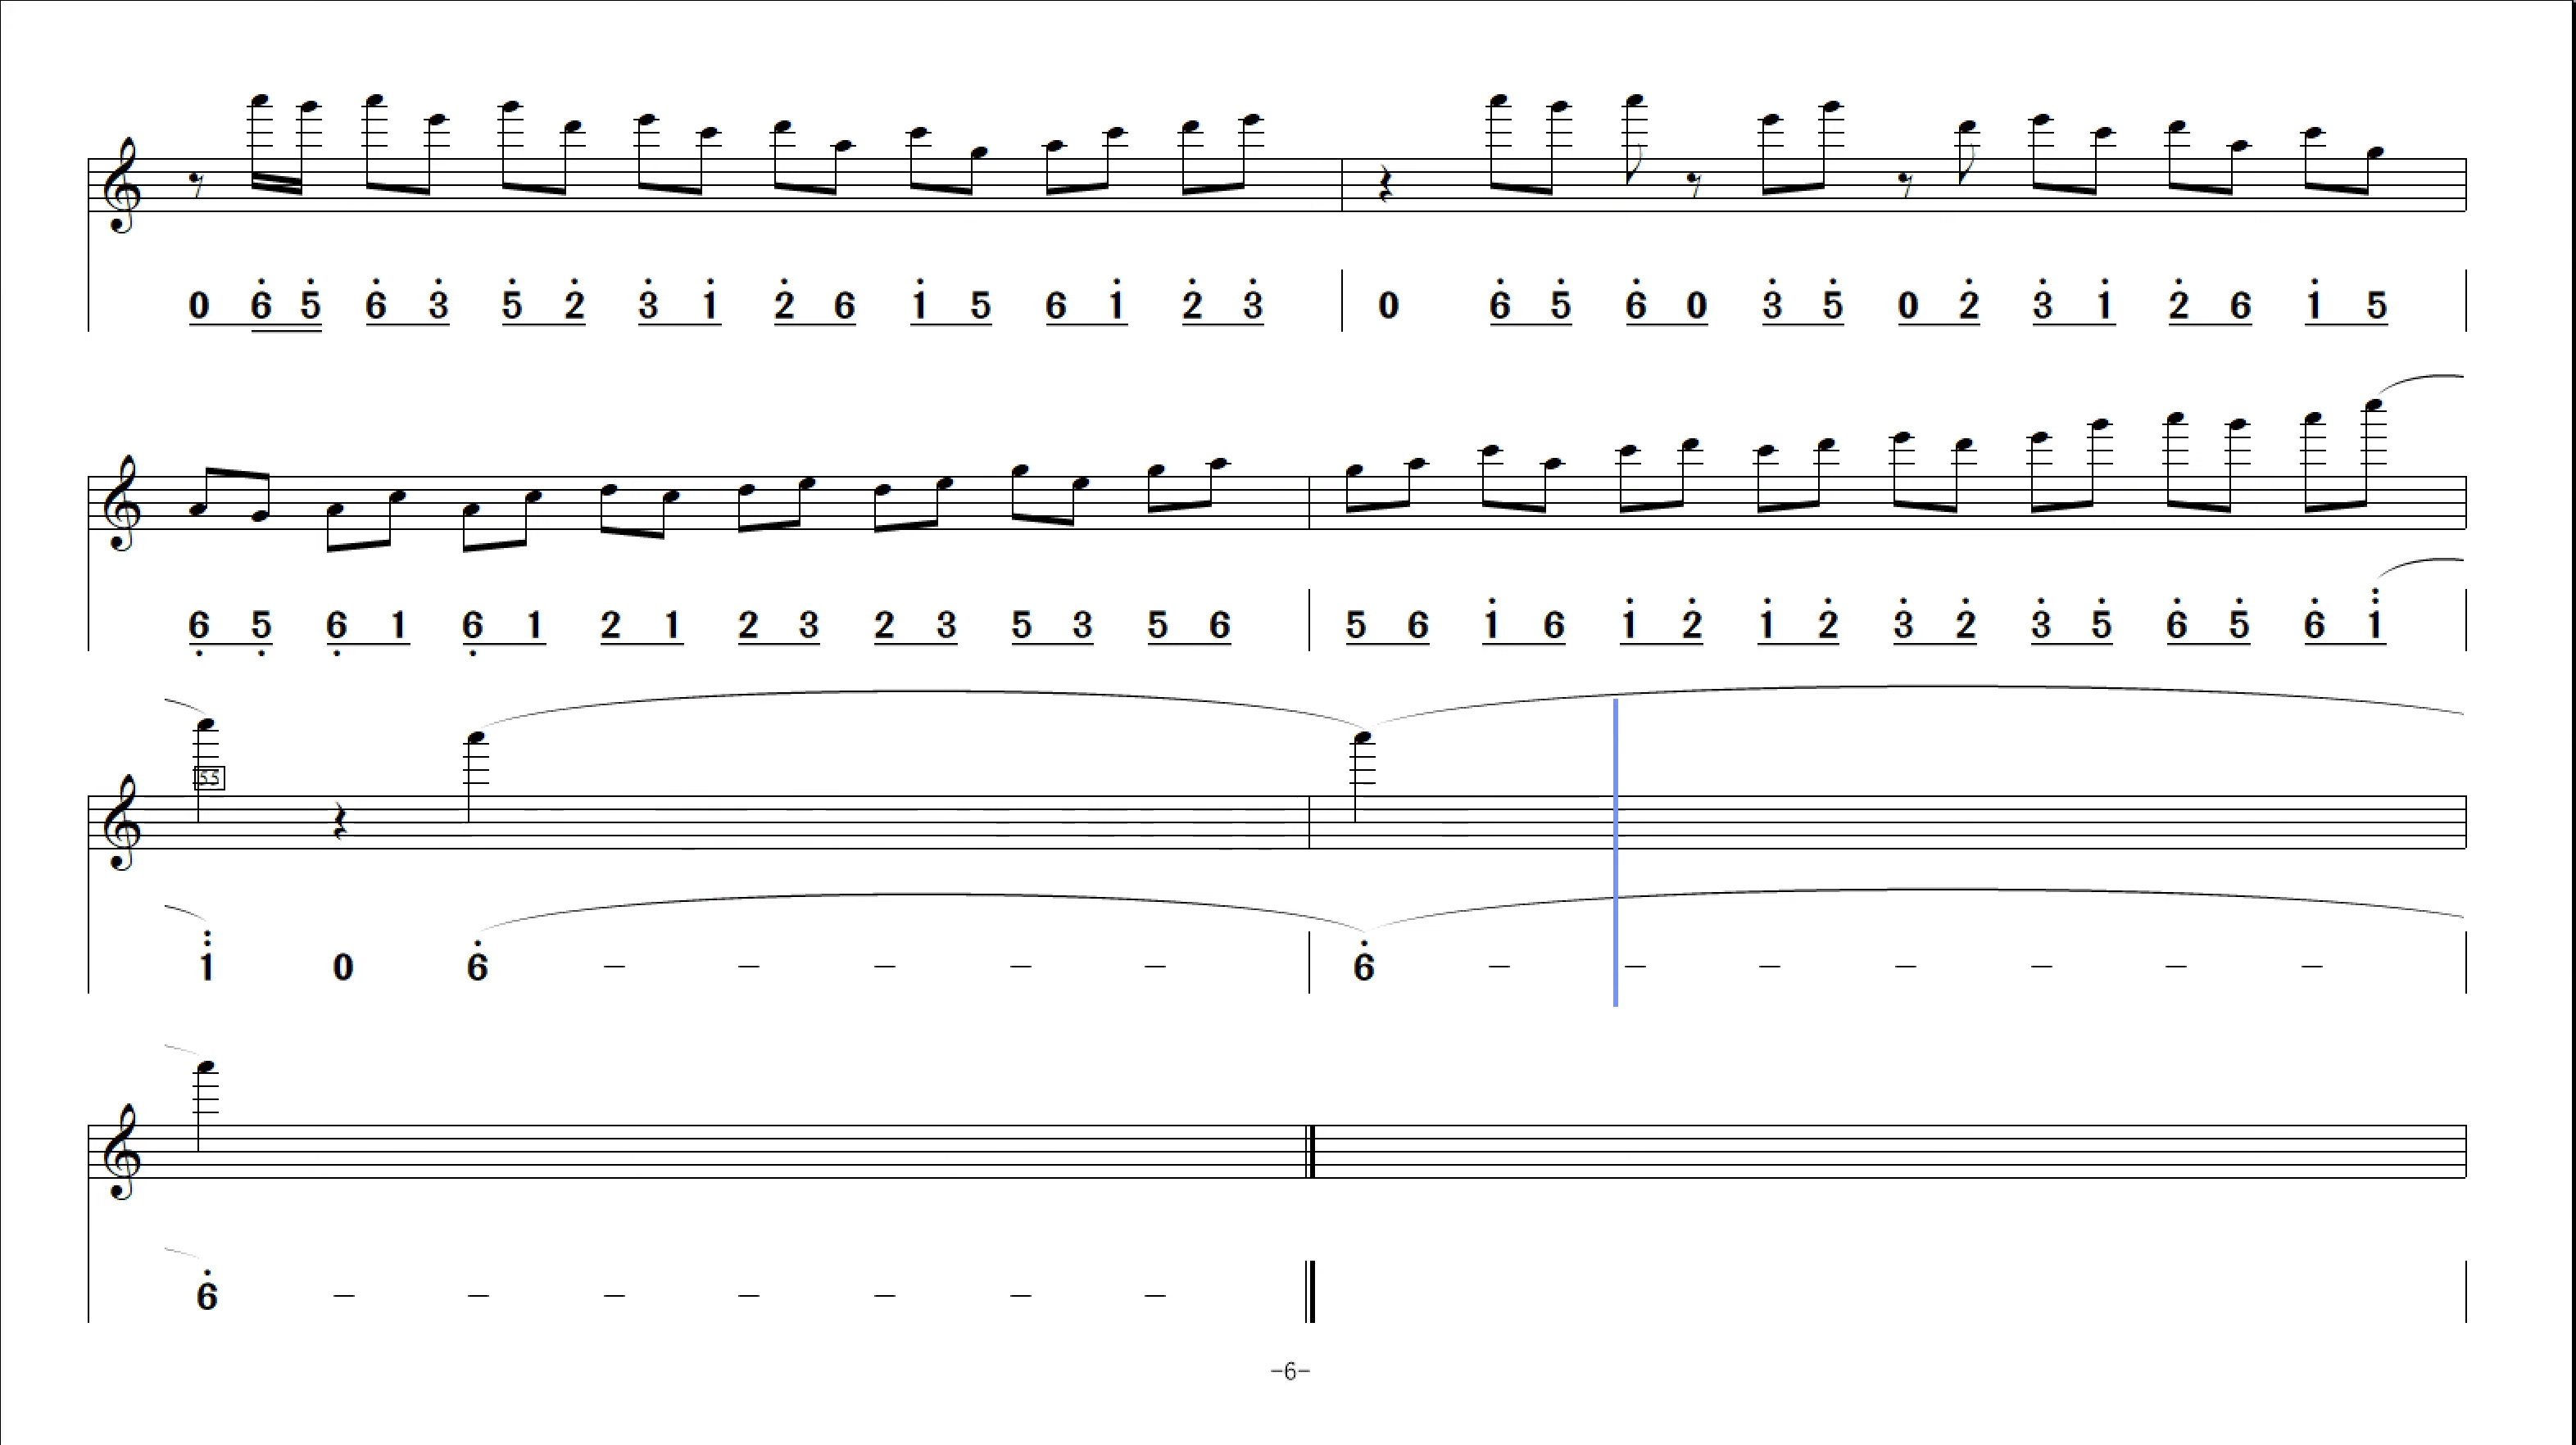 0 6̇ 5̇ 6̇ 3̇ 5̇ 2̇ 3̇ 1̇ 2̇ 6 1̇ 5 6 1̇ 2̇ 3̇ | 0 6̇ 5̇ 6̇ 0 3̇ 5̇ 0 2̇ 3̇ 1̇ 2̇ 6 1̇ 5
6̣ 5̣ 6̣ 1 6̣ 1 2 1 2 3 2 3 5 3 5 6 | 5 6 1̇ 6 1̇ 2̇ 1̇ 2̇ 3̇ 2̇ 3̇ 5̇ 6̇ 5̇ 6̇ 1̈
55
1̈ 0 6̇ – – – – – | 6̇ – – – – – – –
6̇ – – – – – – –
-6-